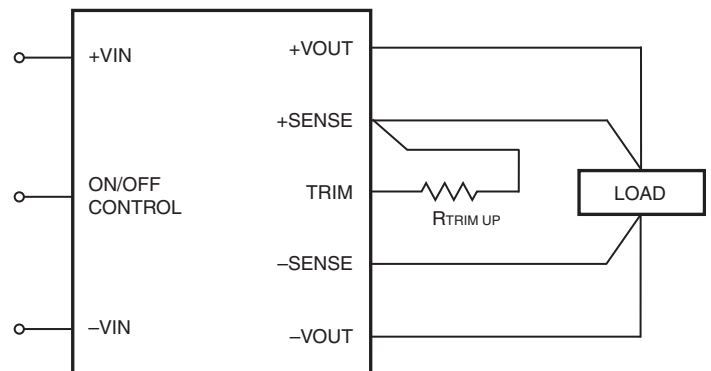 +VIN
ON/OFF
CONTROL
–VIN
+VOUT
+SENSE
TRIM
–SENSE
–VOUT
RTRIM UP
LOAD